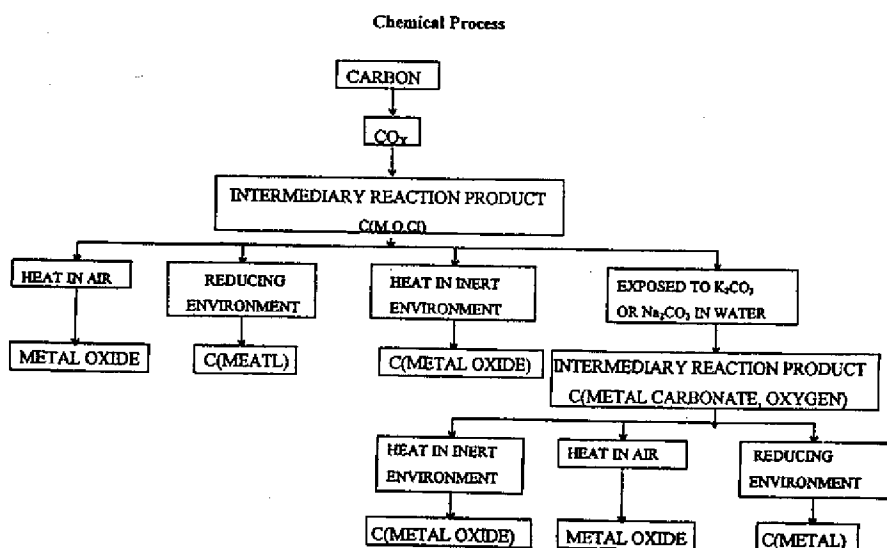 Chemical Process
CARBON
COₓ
INTERMEDIARY REACTION PRODUCT
C(M,O,Cl)
HEAT IN AIR
REDUCING
ENVIRONMENT
HEAT IN INERT
ENVIRONMENT
EXPOSED TO K₂CO₃
OR Na₂CO₃ IN WATER
METAL OXIDE
C(MEATL)
C(METAL OXIDE)
INTERMEDIARY REACTION PRODUCT
C(METAL CARBONATE, OXYGEN)
HEAT IN INERT
ENVIRONMENT
HEAT IN AIR
REDUCING
ENVIRONMENT
C(METAL OXIDE)
METAL OXIDE
C(METAL)